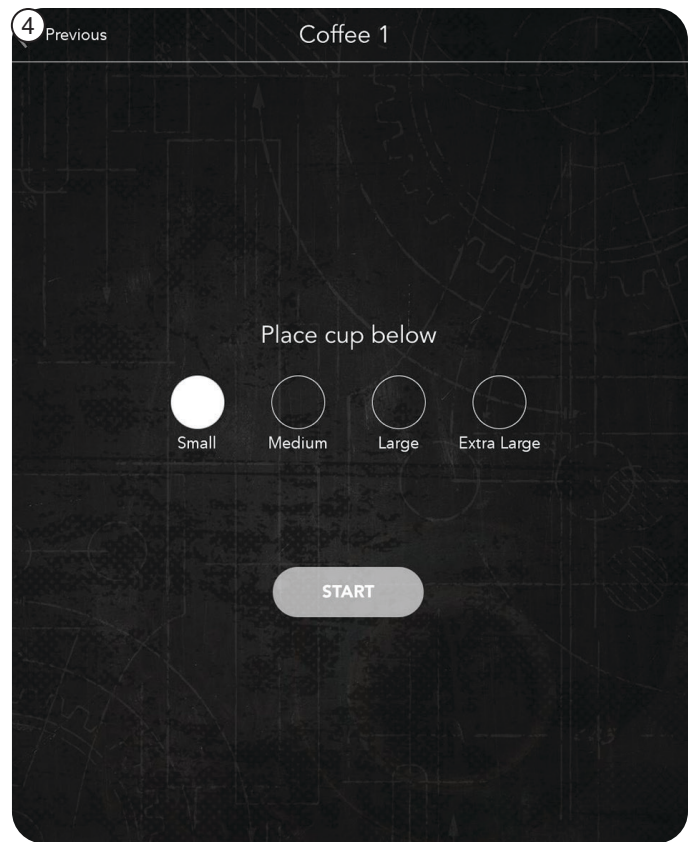 4
Previous
Coffee 1
Place cup below
Small
Medium
Large
Extra Large
START